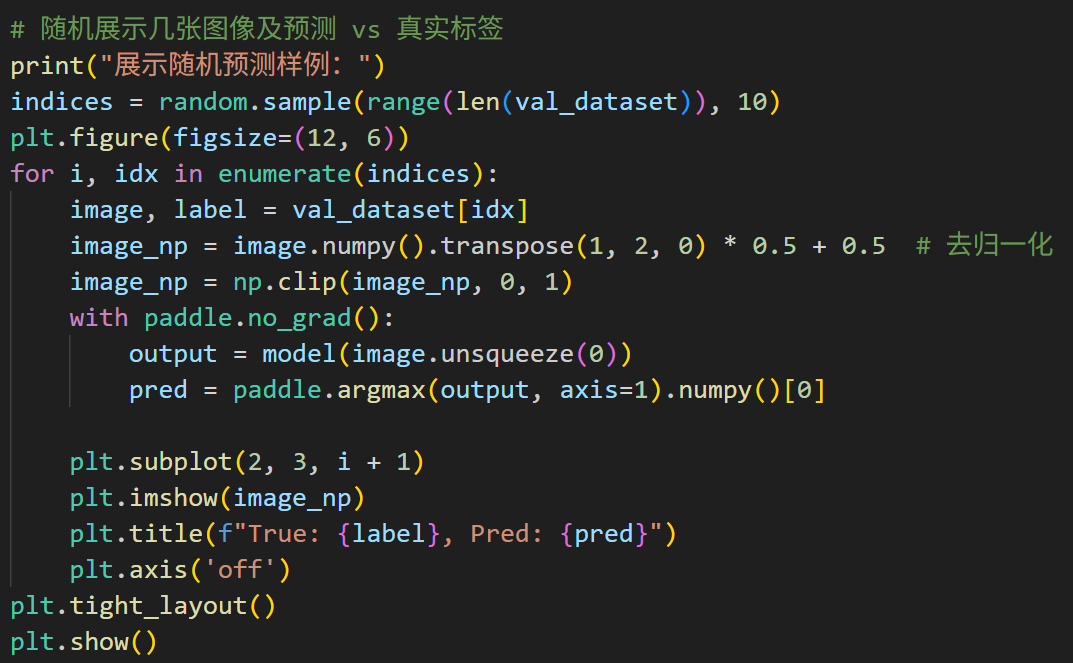 # 随机展示几张图像及预测 vs 真实标签
print("展示随机预测样例：")
indices = random.sample(range(len(val_dataset)), 10)
plt.figure(figsize=(12, 6))
for i, idx in enumerate(indices):
    image, label = val_dataset[idx]
    image_np = image.numpy().transpose(1, 2, 0) * 0.5 + 0.5  # 去归一化
    image_np = np.clip(image_np, 0, 1)
    with paddle.no_grad():
        output = model(image.unsqueeze(0))
        pred = paddle.argmax(output, axis=1).numpy()[0]

    plt.subplot(2, 3, i + 1)
    plt.imshow(image_np)
    plt.title(f"True: {label}, Pred: {pred}")
    plt.axis('off')
plt.tight_layout()
plt.show()